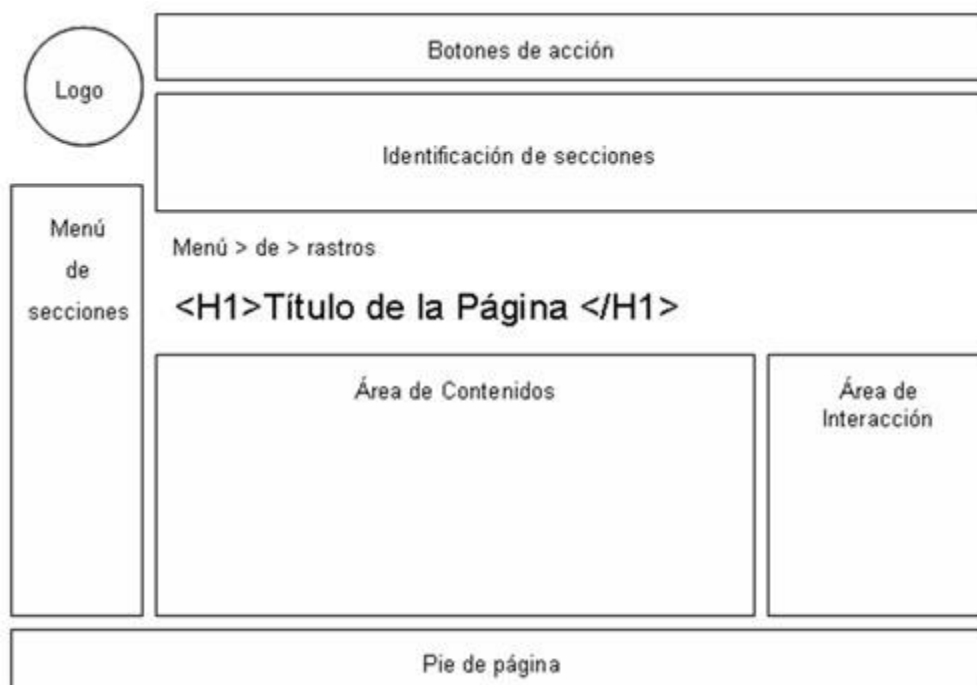 Logo
Botones de acción
Identificación de secciones
Menú
de
secciones
Menú > de > rastros
<H1>Título de la Página </H1>
Área de Contenidos
Área de
Interacción
Pie de página